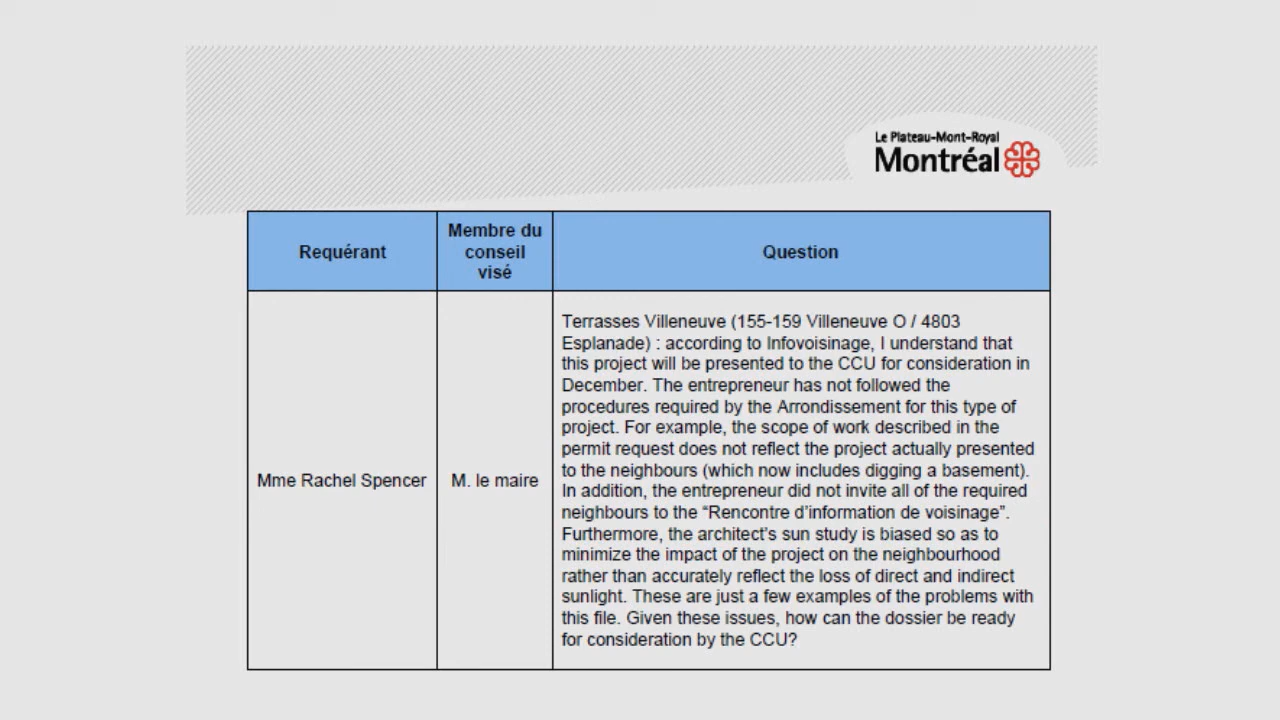 Le Plateau-Mont-Royal
Montréal
Requérant
Membre du
conseil
visé
Question
Mme Rachel Spencer
M. le maire
Terrasses Villeneuve (155-159 Villeneuve O / 4803
Esplanade) : according to Infovoisinage, I understand that
this project will be presented to the CCU for consideration in
December. The entrepreneur has not followed the
procedures required by the Arrondissement for this type of
project. For example, the scope of work described in the
permit request does not reflect the project actually presented
to the neighbours (which now includes digging a basement).
In addition, the entrepreneur did not invite all of the required
neighbours to the “Rencontre d’information de voisinage”.
Furthermore, the architect’s sun study is biased so as to
minimize the impact of the project on the neighbourhood
rather than accurately reflect the loss of direct and indirect
sunlight. These are just a few examples of the problems with
this file. Given these issues, how can the dossier be ready
for consideration by the CCU?